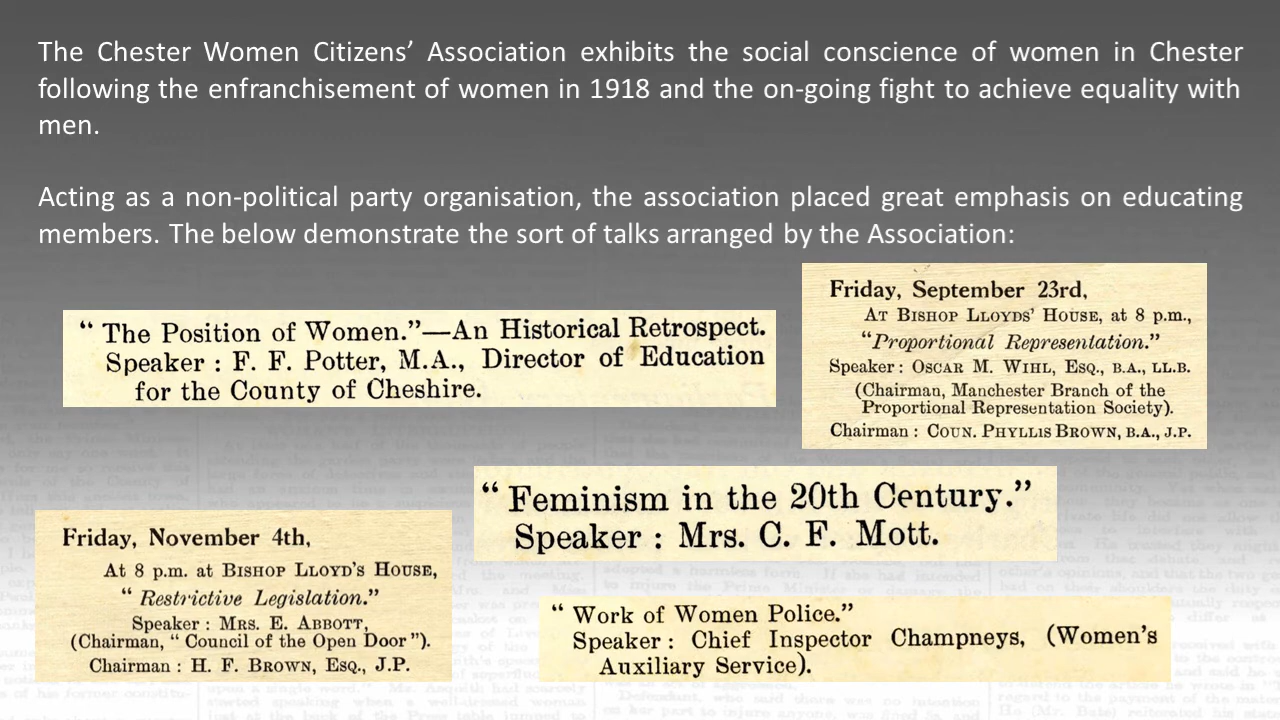 The Chester Women Citizens’ Association exhibits the social conscience of women in Chester
following the enfranchisement of women in 1918 and the on-going fight to achieve equality with
men.
Acting as a non-political party organisation, the association placed great emphasis on educating
members. The below demonstrate the sort of talks arranged by the Association:
“ The Position of Women.”—An Historical Retrospect.
Speaker : F. F. Potter, M.A., Director of Education
for the County of Cheshire.
Friday, September 23rd,
AT BISHOP LLOYDS’ HOUSE, at 8 p.m.,
“Proportional Representation.”
Speaker : OSCAR M. WIHL, ESQ., B.A., LL.B.
(Chairman, Manchester Branch of the
Proportional Representation Society).
Chairman : COUN. PHYLLIS BROWN, B.A., J.P.
“ Feminism in the 20th Century.”
Speaker : Mrs. C. F. Mott.
Friday, November 4th,
At 8 p.m. at BISHOP LLOYD’S HOUSE,
“ Restrictive Legislation.”
Speaker : MRS. E. ABBOTT,
(Chairman, “ Council of the Open Door ”).
Chairman : H. F. BROWN, ESQ., J.P.
“ Work of Women Police.”
Speaker : Chief Inspector Champneys, (Women’s
Auxiliary Service).